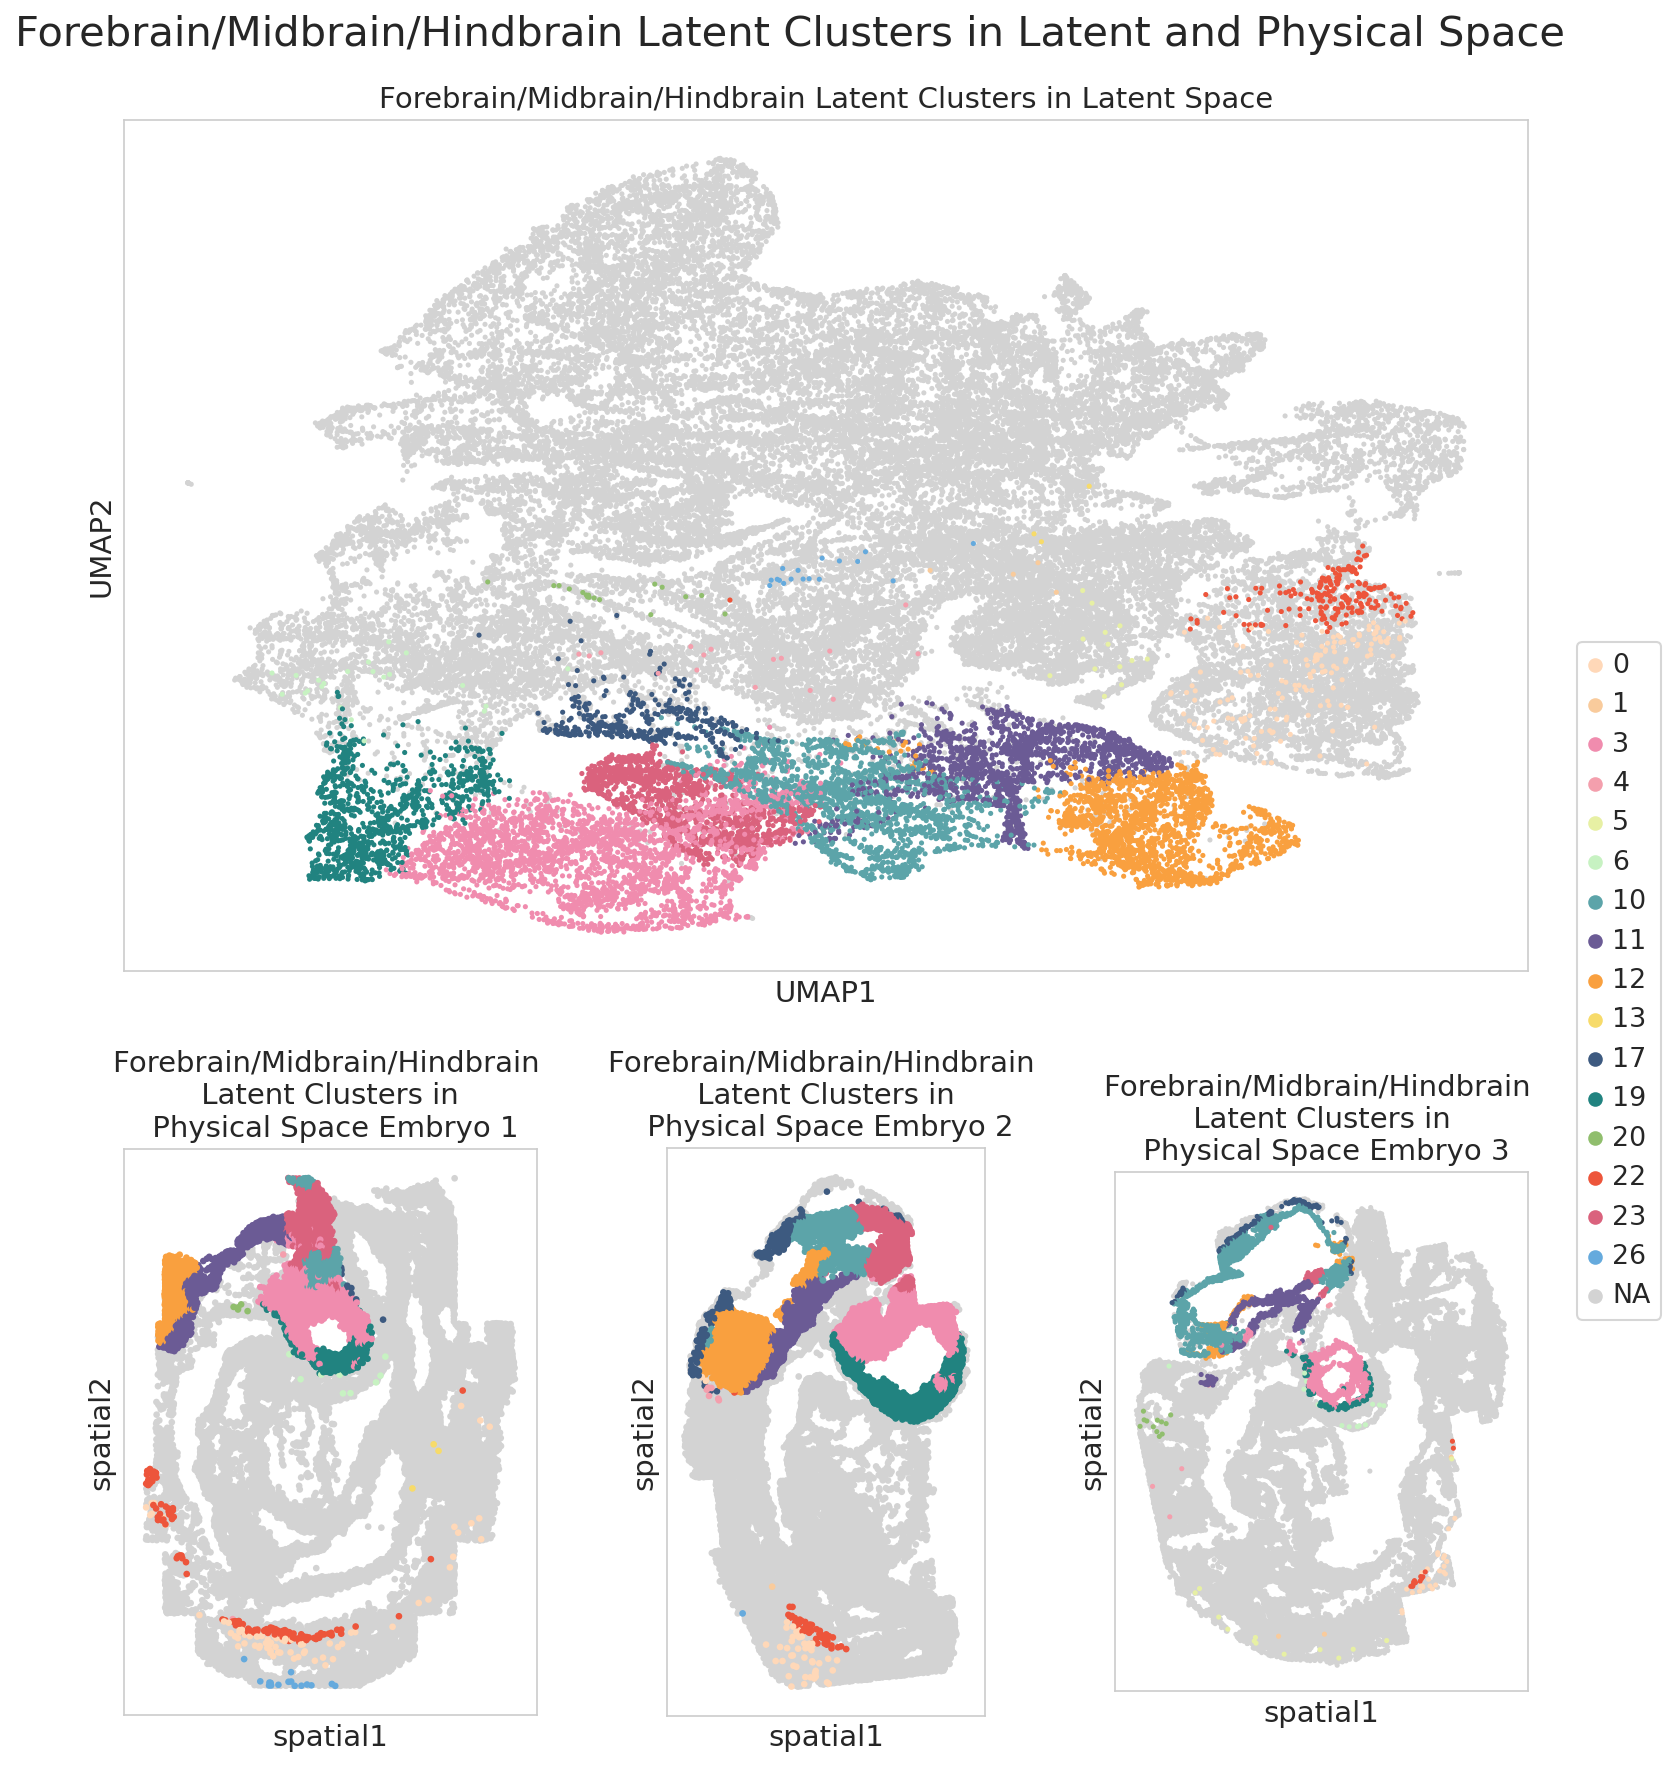 Forebrain/Midbrain/Hindbrain Latent Clusters in Latent and Physical Space
Forebrain/Midbrain/Hindbrain Latent Clusters in Latent Space
UMAP2
UMAP1
0
1
3
4
5
6
10
11
12
13
17
19
20
22
23
26
NA
Forebrain/Midbrain/Hindbrain
Latent Clusters in
Physical Space Embryo 1
spatial2
spatial1
Forebrain/Midbrain/Hindbrain
Latent Clusters in
Physical Space Embryo 2
spatial2
spatial1
Forebrain/Midbrain/Hindbrain
Latent Clusters in
Physical Space Embryo 3
spatial2
spatial1